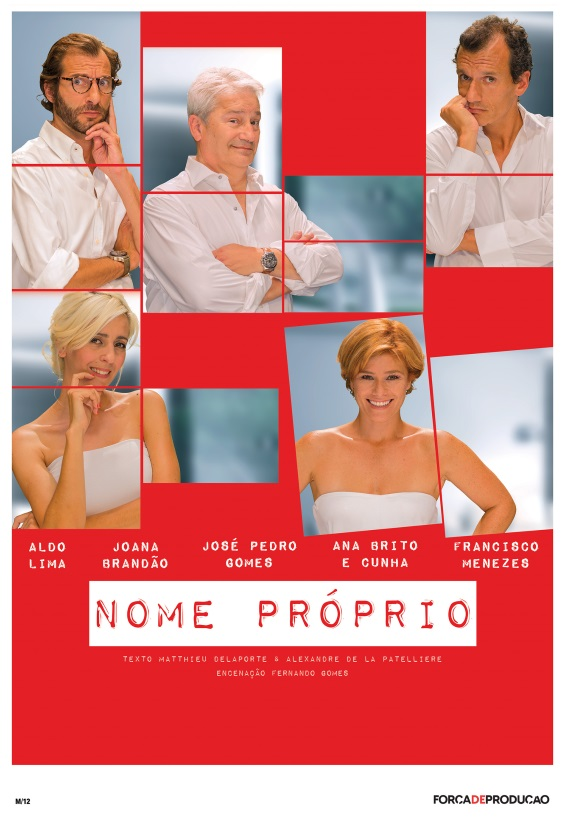 ALDO LIMA
JOANA BRANDÃO
JOSÉ PEDRO GOMES
ANA BRITO E CUNHA
FRANCISCO MENEZES
NOME PRÓPRIO
TEXTO MATTHIEU DELAPORTE & ALEXANDRE DE LA PATELLIERE
ENCENAÇÃO FERNANDO GOMES
M/12
FORCADEPRODUCAO